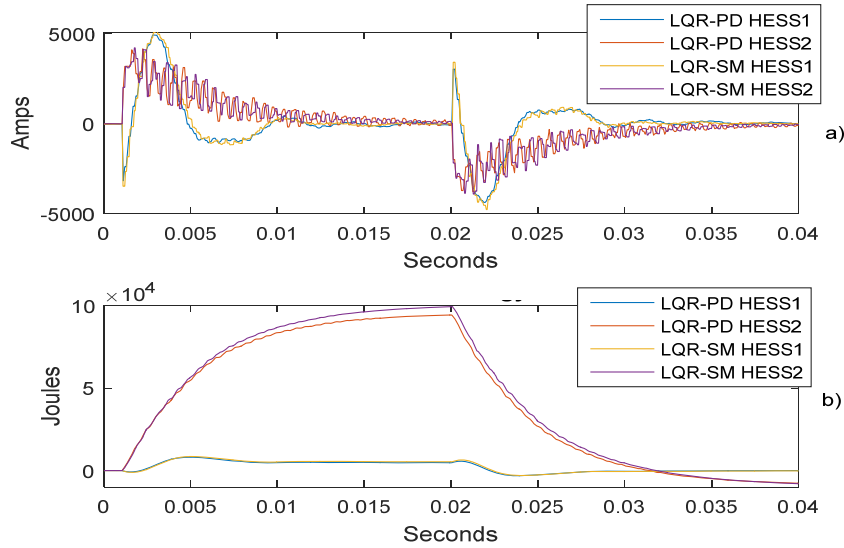 LQR-PD HESS1
LQR-PD HESS2
LQR-SM HESS1
LQR-SM HESS2
a)
5000
0
-5000
Amps
0 0.005 0.01 0.015 0.02 0.025 0.03 0.035 0.04
Seconds
10 × 10^4
LQR-PD HESS1
LQR-PD HESS2
LQR-SM HESS1
LQR-SM HESS2
b)
5
0
Joules
0 0.005 0.01 0.015 0.02 0.025 0.03 0.035 0.04
Seconds